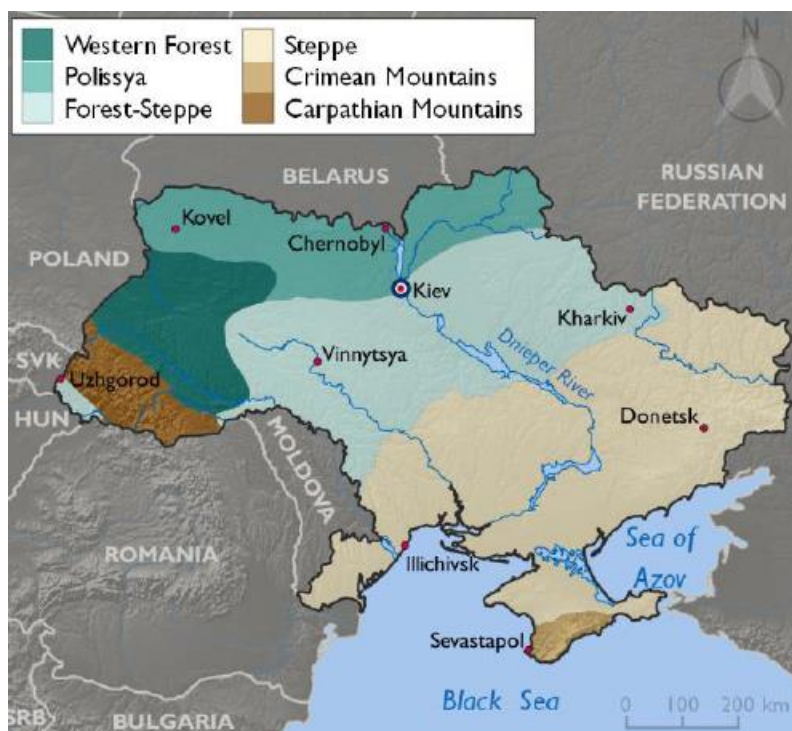 Western Forest
Polissya
Forest-Steppe
Steppe
Crimean Mountains
Carpathian Mountains
N
BELARUS
RUSSIAN
FEDERATION
Kovel
Chernobyl
POLAND
Kiev
Kharkiv
Dnieper River
Vinnytsya
SVK
Uzhgorod
HUN
Donetsk
MOLDOVA
ROMANIA
Illichivsk
Sea of
Azov
Sevastapol
Black Sea
0 100 200 km
SRB
BULGARIA